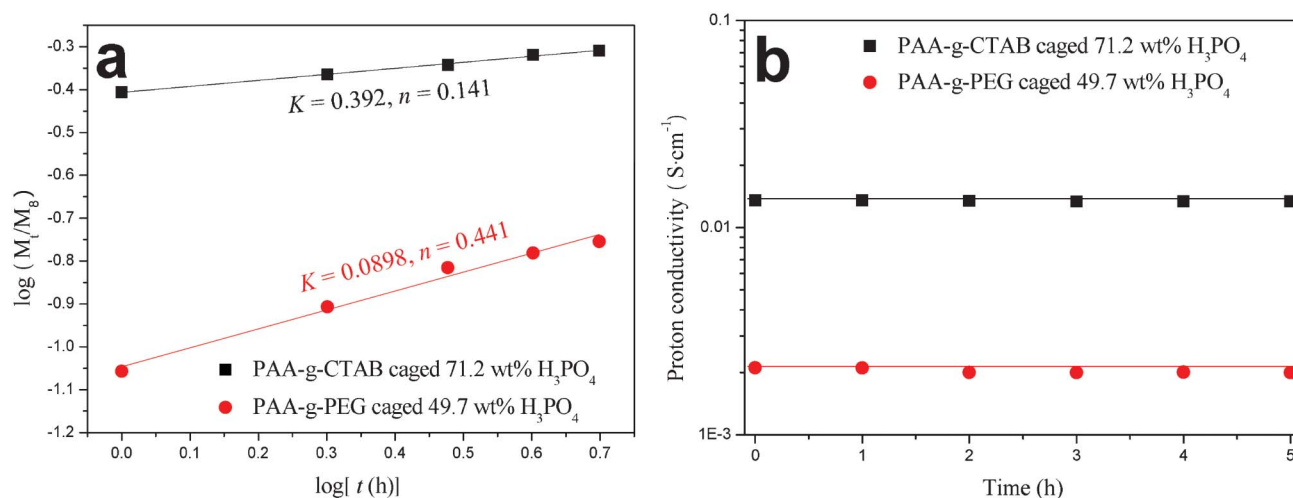 a
-0.3
-0.4
-0.5
-0.6
-0.7
-0.8
-0.9
-1.0
-1.1
-1.2
log (Mt/M8)
K = 0.392, n = 0.141
K = 0.0898, n = 0.441
PAA-g-CTAB caged 71.2 wt% H3PO4
PAA-g-PEG caged 49.7 wt% H3PO4
0.0 0.1 0.2 0.3 0.4 0.5 0.6 0.7
log[ t (h)]
b
0.1
0.01
1E-3
Proton conductivity ( S·cm-1)
PAA-g-CTAB caged 71.2 wt% H3PO4
PAA-g-PEG caged 49.7 wt% H3PO4
0 1 2 3 4 5
Time (h)